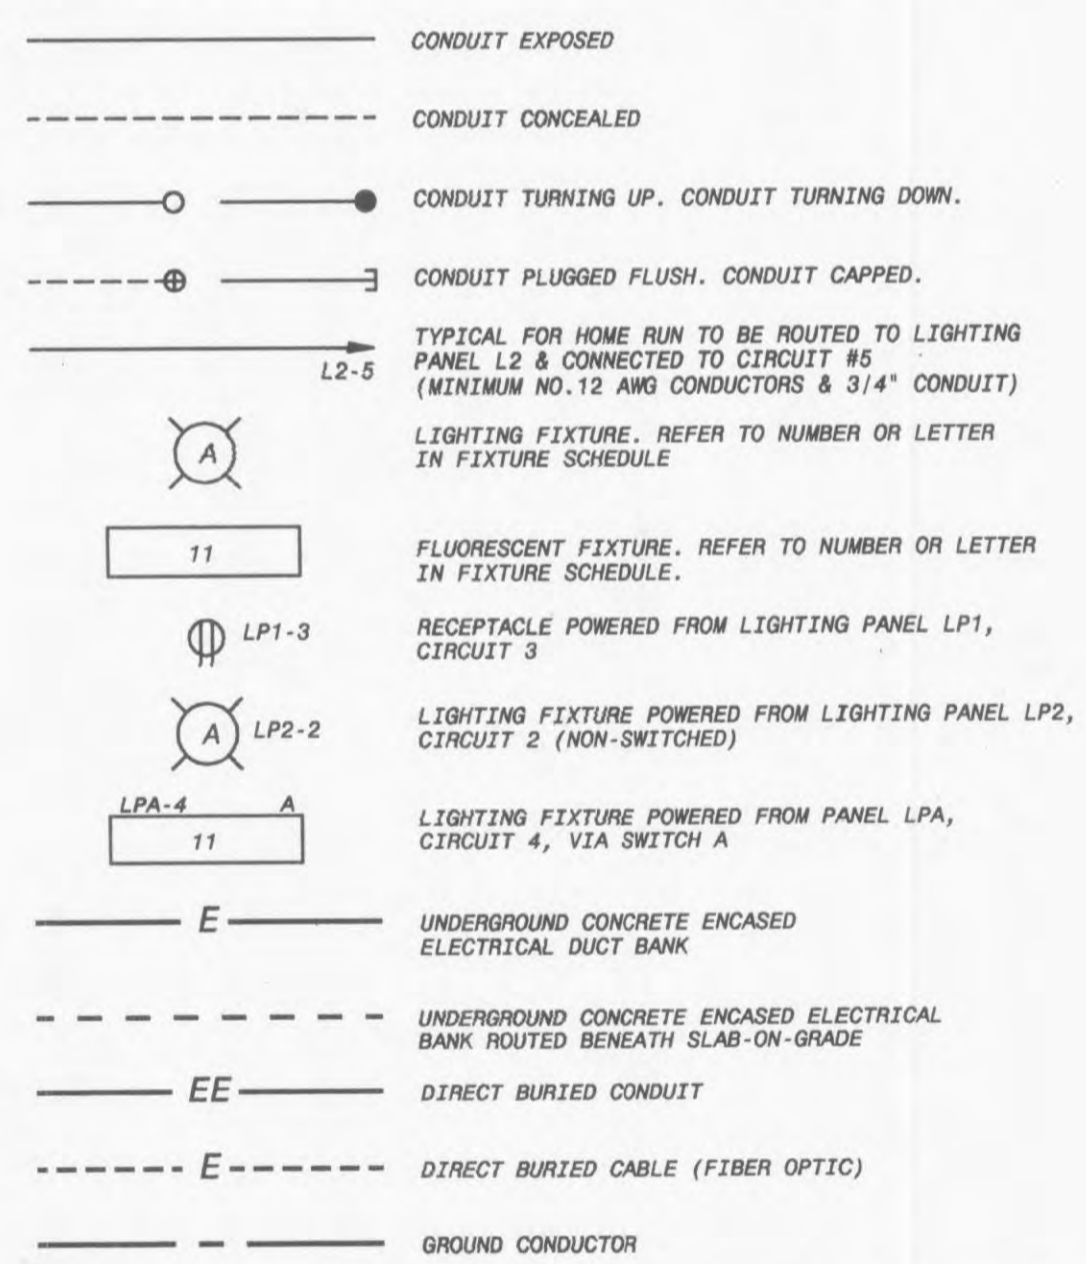 CONDUIT EXPOSED
CONDUIT CONCEALED
CONDUIT TURNING UP. CONDUIT TURNING DOWN.
CONDUIT PLUGGED FLUSH. CONDUIT CAPPED.
L2-5
TYPICAL FOR HOME RUN TO BE ROUTED TO LIGHTING
PANEL L2 & CONNECTED TO CIRCUIT #5
(MINIMUM NO.12 AWG CONDUCTORS & 3/4" CONDUIT)
A
LIGHTING FIXTURE. REFER TO NUMBER OR LETTER
IN FIXTURE SCHEDULE
11
FLUORESCENT FIXTURE. REFER TO NUMBER OR LETTER
IN FIXTURE SCHEDULE.
LP1-3
RECEPTACLE POWERED FROM LIGHTING PANEL LP1,
CIRCUIT 3
A LP2-2
LIGHTING FIXTURE POWERED FROM LIGHTING PANEL LP2,
CIRCUIT 2 (NON-SWITCHED)
LPA-4 A
11
LIGHTING FIXTURE POWERED FROM PANEL LPA,
CIRCUIT 4, VIA SWITCH A
E
UNDERGROUND CONCRETE ENCASED
ELECTRICAL DUCT BANK
UNDERGROUND CONCRETE ENCASED ELECTRICAL
BANK ROUTED BENEATH SLAB-ON-GRADE
EE
DIRECT BURIED CONDUIT
E
DIRECT BURIED CABLE (FIBER OPTIC)
GROUND CONDUCTOR